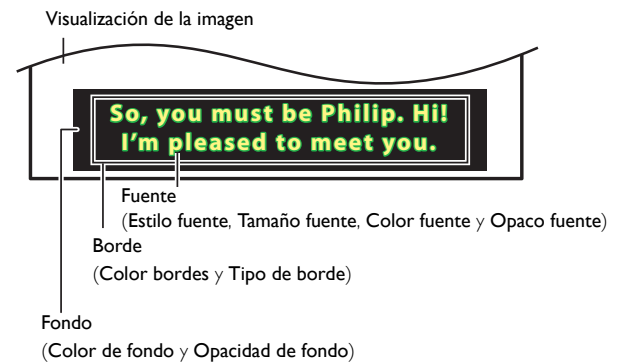 Visualización de la imagen
So, you must be Philip. Hi!
I'm pleased to meet you.
Fuente
(Estilo fuente, Tamaño fuente, Color fuente y Opaco fuente)
Borde
(Color bordes y Tipo de borde)
Fondo
(Color de fondo y Opacidad de fondo)